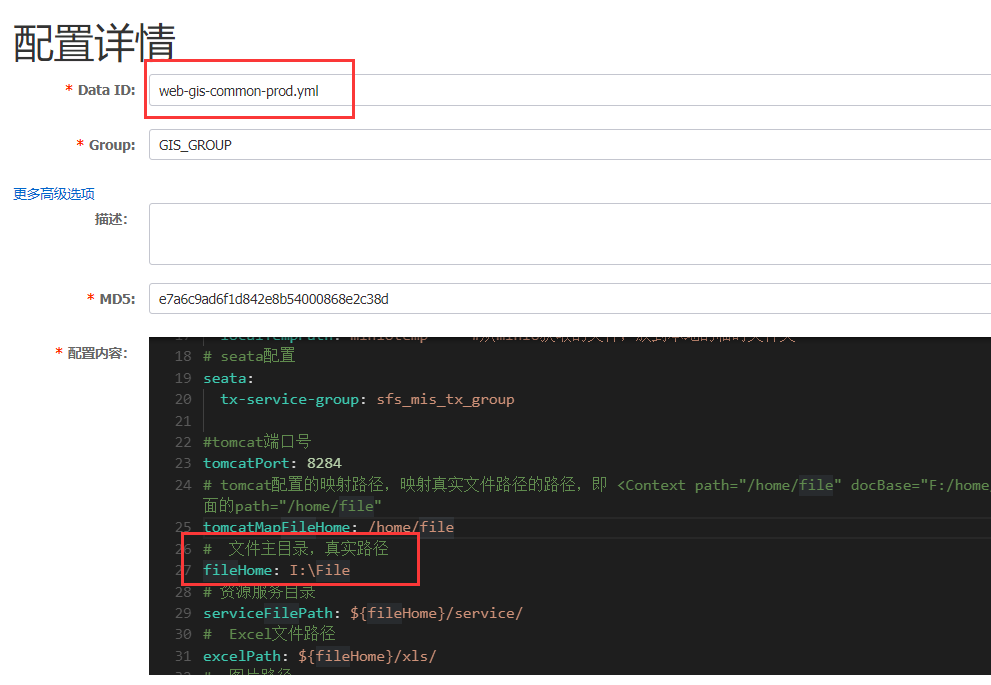 配置详情
* Data ID: web-gis-common-prod.yml
* Group: GIS_GROUP
更多高级选项
描述:
* MD5: e7a6c9ad6f1d842e8b54000868e2c38d
* 配置内容:
18 # seata配置
19 seata:
20 tx-service-group: sfs_mis_tx_group
21
22 #tomcat端口号
23 tomcatPort: 8284
24 # tomcat配置的映射路径，映射真实文件路径的路径，即 <Context path="/home/file" docBase="F:/home
面的path="/home/file"
25 tomcatMapFileHome: /home/file
26 # 文件主目录，真实路径
27 fileHome: I:\File
28 # 资源服务目录
29 serviceFilePath: ${fileHome}/service/
30 # Excel文件路径
31 excelPath: ${fileHome}/xls/